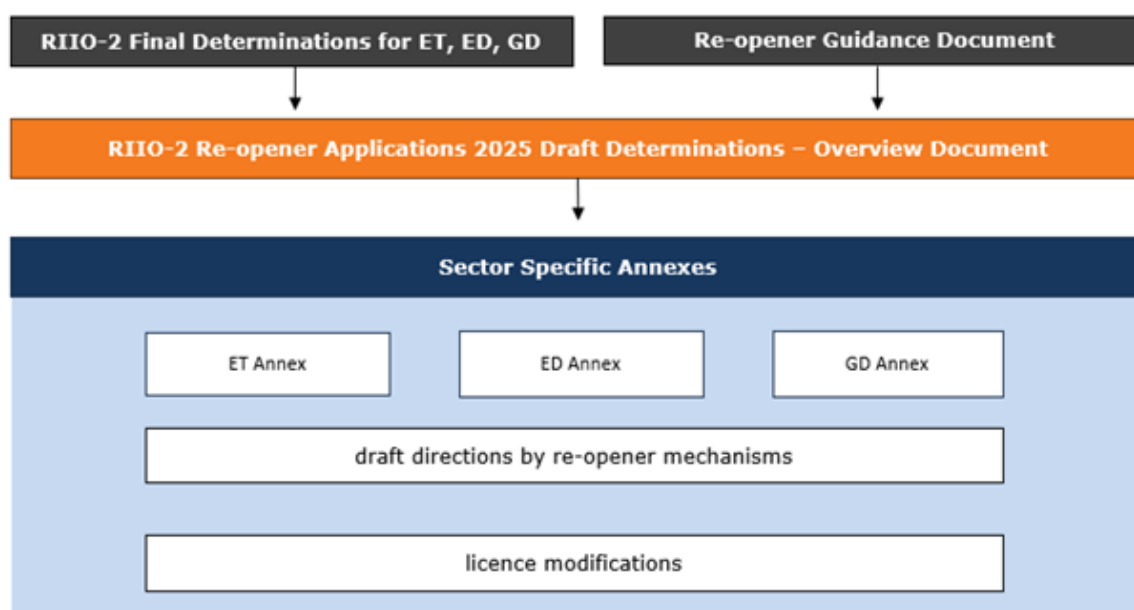 RIIO-2 Final Determinations for ET, ED, GD
Re-opener Guidance Document
RIIO-2 Re-opener Applications 2025 Draft Determinations – Overview Document
Sector Specific Annexes
ET Annex
ED Annex
GD Annex
draft directions by re-opener mechanisms
licence modifications